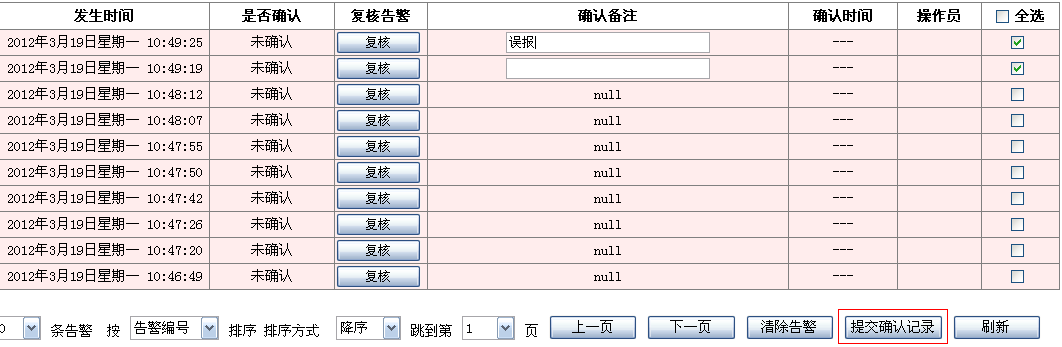 发生时间 是否确认 复核告警 确认备注 确认时间 操作员 全选
2012年3月19日星期一 10:49:25 未确认 复核 误报 ---
2012年3月19日星期一 10:49:19 未确认 复核 ---
2012年3月19日星期一 10:48:12 未确认 复核 null ---
2012年3月19日星期一 10:48:07 未确认 复核 null ---
2012年3月19日星期一 10:47:55 未确认 复核 null ---
2012年3月19日星期一 10:47:50 未确认 复核 null ---
2012年3月19日星期一 10:47:42 未确认 复核 null ---
2012年3月19日星期一 10:47:26 未确认 复核 null ---
2012年3月19日星期一 10:47:20 未确认 复核 null ---
2012年3月19日星期一 10:46:49 未确认 复核 null ---
0 条告警 按 告警编号 排序 排序方式 降序 跳到第 1 页 上一页 下一页 清除告警 提交确认记录 刷新